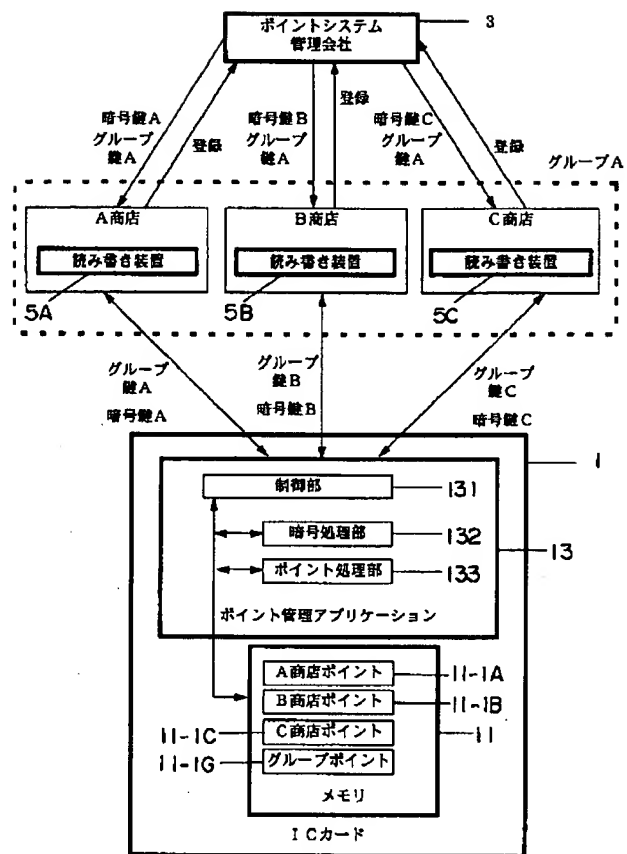 ポイントシステム
管理会社
3
暗号鍵A
グループ
鍵A
登録
暗号鍵B
グループ
鍵A
登録
暗号鍵C
グループ
鍵A
登録
グループA
A商店
読み書き装置
5A
B商店
読み書き装置
5B
C商店
読み書き装置
5C
グループ
鍵A
暗号鍵A
グループ
鍵B
暗号鍵B
グループ
鍵C
暗号鍵C
1
制御部
131
暗号処理部
132
13
ポイント処理部
133
ポイント管理アプリケーション
A商店ポイント
11-1A
B商店ポイント
11-1B
11-1C
C商店ポイント
11
11-1G
グループポイント
メモリ
ICカード